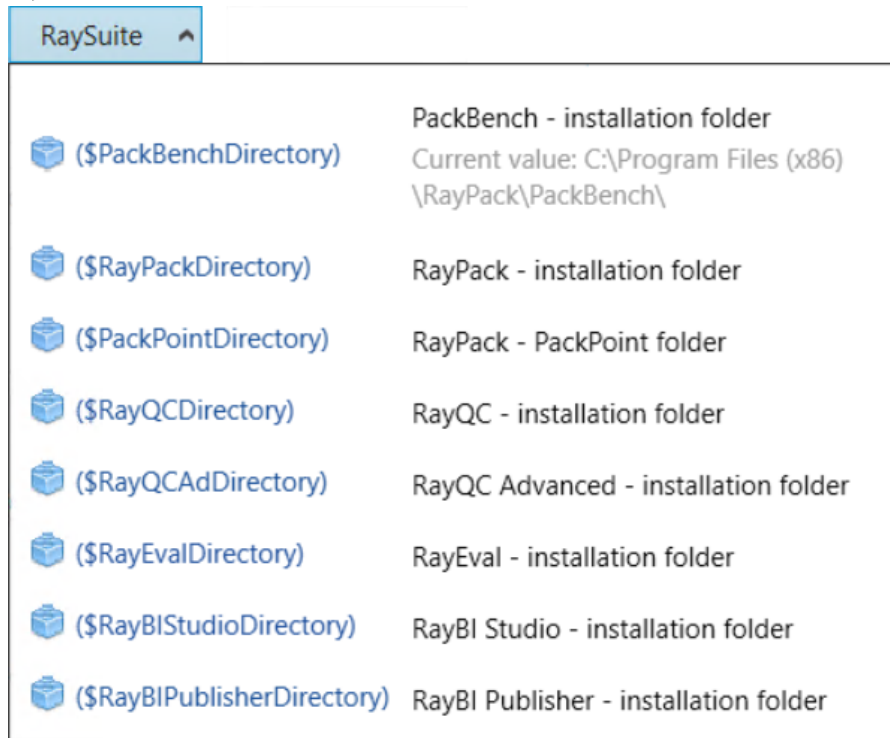 RaySuite
($PackBenchDirectory)
PackBench - installation folder
Current value: C:\Program Files (x86)
\RayPack\PackBench\
($RayPackDirectory)
RayPack - installation folder
($PackPointDirectory)
RayPack - PackPoint folder
($RayQCDirectory)
RayQC - installation folder
($RayQCAdDirectory)
RayQC Advanced - installation folder
($RayEvalDirectory)
RayEval - installation folder
($RayBIStudioDirectory)
RayBI Studio - installation folder
($RayBIPublisherDirectory)
RayBI Publisher - installation folder